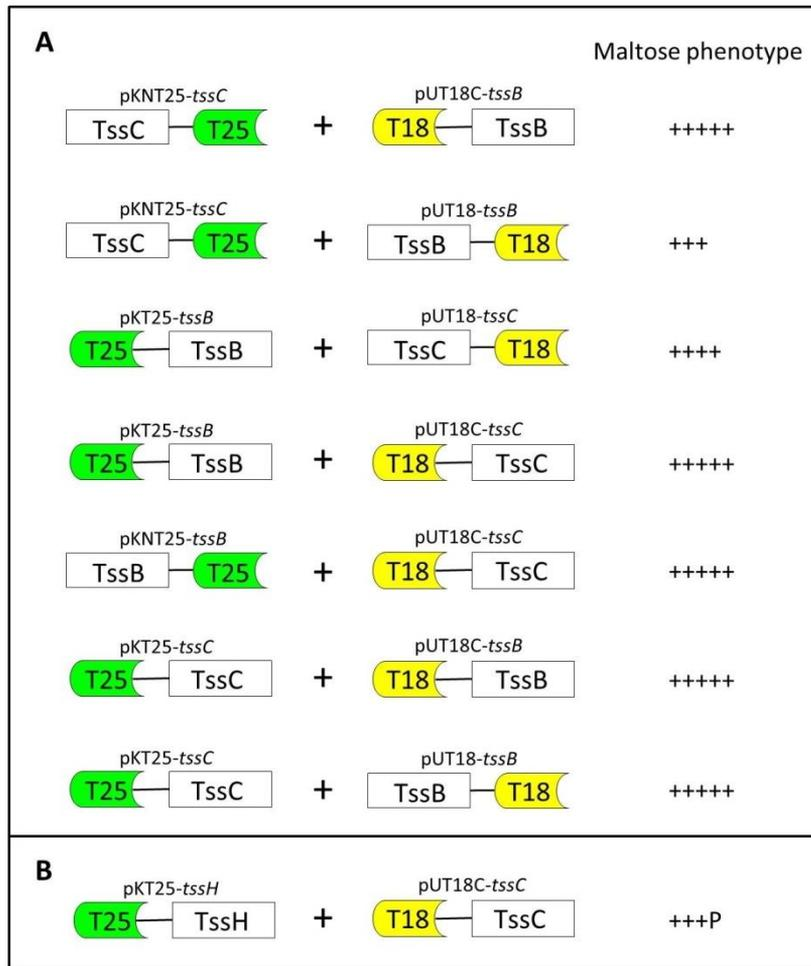 A
Maltose phenotype
pKNT25-tssC pUT18C-tssB
TssC T25 + T18 TssB +++++
pKNT25-tssC pUT18-tssB
TssC T25 + TssB T18 +++
pKT25-tssB pUT18-tssC
T25 TssB + TssC T18 ++++
pKT25-tssB pUT18C-tssC
T25 TssB + T18 TssC +++++
pKNT25-tssB pUT18C-tssC
TssB T25 + T18 TssC +++++
pKT25-tssC pUT18C-tssB
T25 TssC + T18 TssB +++++
pKT25-tssC pUT18-tssB
T25 TssC + TssB T18 +++++
B
pKT25-tssH pUT18C-tssC
T25 TssH + T18 TssC +++P